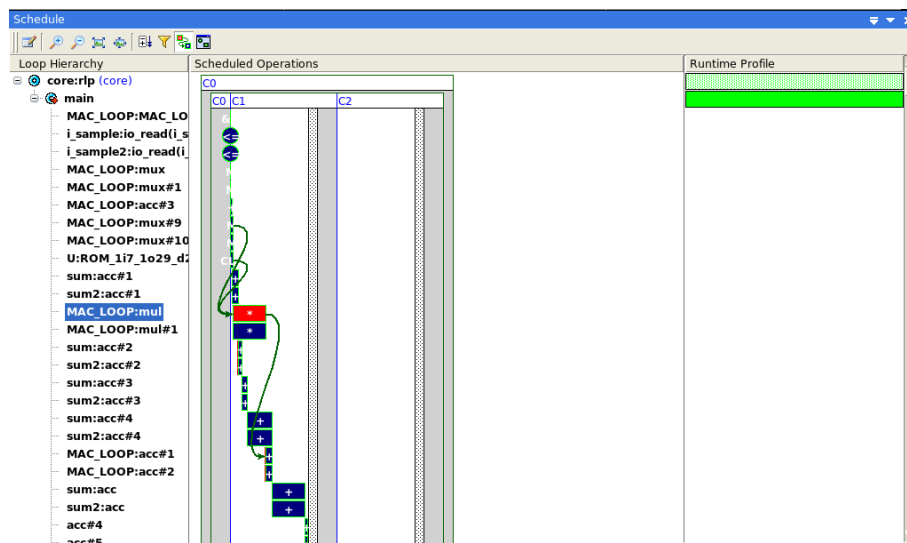 Schedule
Loop Hierarchy
Scheduled Operations
Runtime Profile
core:rlp (core)
C0
main
C0 C1 C2
MAC_LOOP:MAC_LO
i_sample:io_read(i_s
<=
i_sample2:io_read(i_
<=
MAC_LOOP:mux
MAC_LOOP:mux#1
MAC_LOOP:acc#3
MAC_LOOP:mux#9
MAC_LOOP:mux#10
U:ROM_1i7_1o29_d2
sum:acc#1
+
sum2:acc#1
+
MAC_LOOP:mul
*
MAC_LOOP:mul#1
*
sum:acc#2
+
sum2:acc#2
+
sum:acc#3
+
sum2:acc#3
+
sum:acc#4
+
sum2:acc#4
+
MAC_LOOP:acc#1
+
MAC_LOOP:acc#2
+
sum:acc
+
sum2:acc
+
acc#4
acc#5